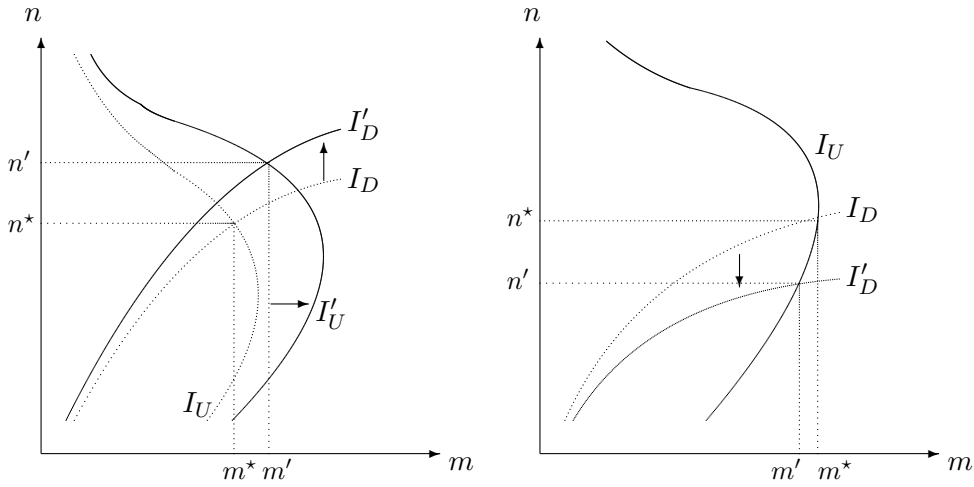 n
I′_D
n′
I_D
n⋆
I′_U
I_U
m⋆ m′
m
n
I_U
n⋆
I_D
n′
I′_D
m′ m⋆
m